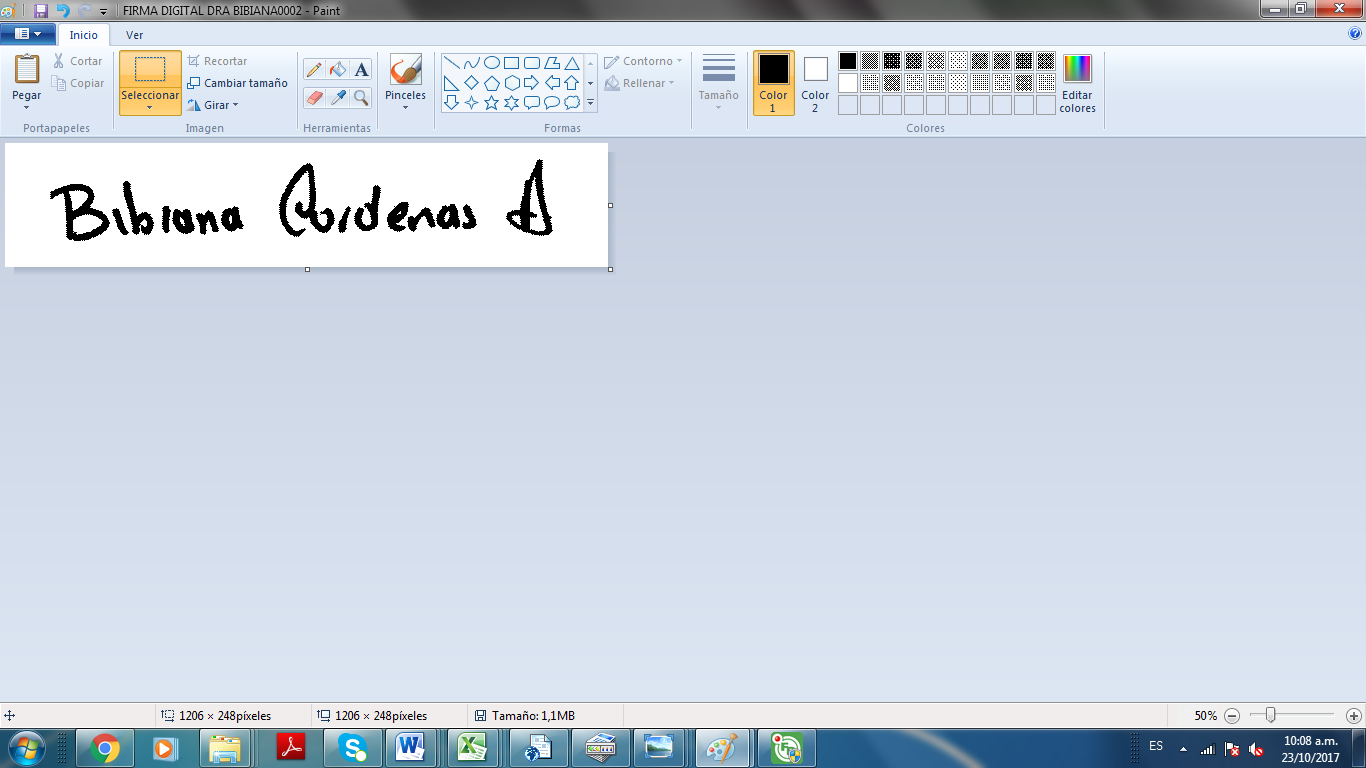 FIRMA DIGITAL DRA BIBIANA0002 - Paint
Inicio Ver
Pegar
Cortar
Copiar
Portapapeles
Seleccionar
Recortar
Cambiar tamaño
Girar
Imagen
A
Herramientas
Pinceles
Contorno
Rellenar
Formas
Tamaño
Color 1
Color 2
Editar colores
Colores
Bibiana Cardenas A
1206 × 248píxeles 1206 × 248píxeles Tamaño: 1,1MB 50%
ES 10:08 a.m.
23/10/2017